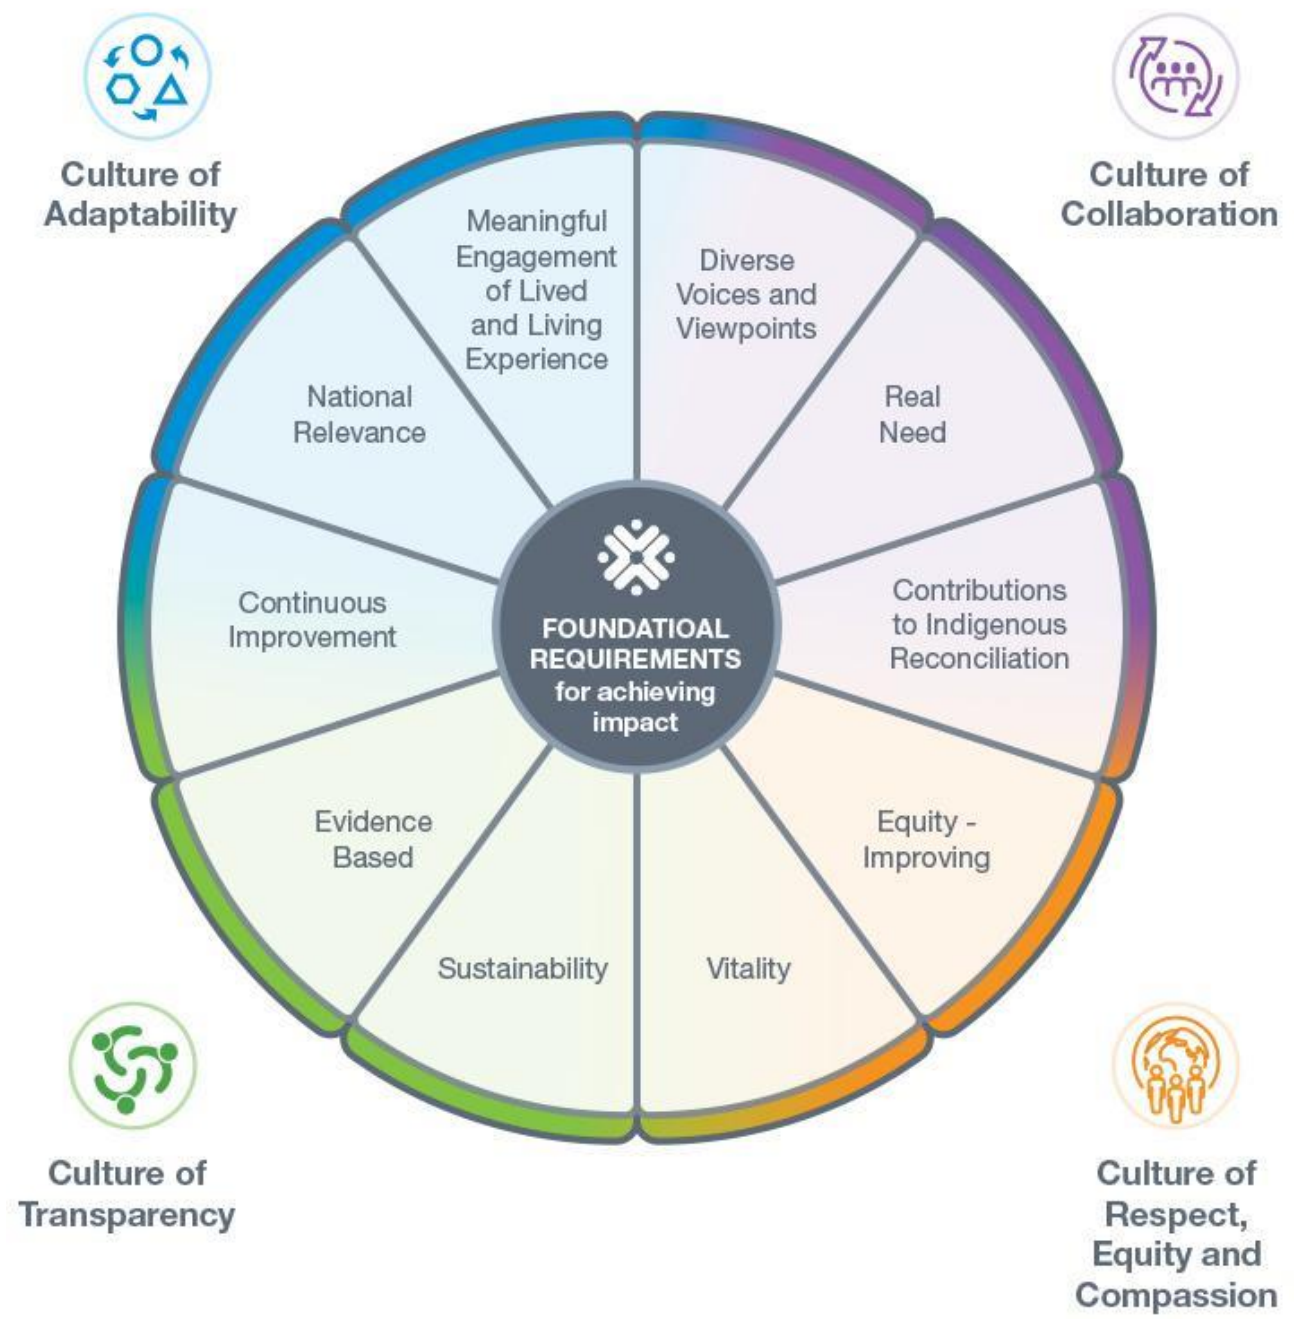 Culture of
Adaptability
Culture of
Collaboration
Meaningful
Engagement
of Lived
and Living
Experience
Diverse
Voices and
Viewpoints
National
Relevance
Real
Need
Continuous
Improvement
FOUNDATIOAL
REQUIREMENTS
for achieving
impact
Contributions
to Indigenous
Reconciliation
Evidence
Based
Equity -
Improving
Sustainability
Vitality
Culture of
Transparency
Culture of
Respect,
Equity and
Compassion